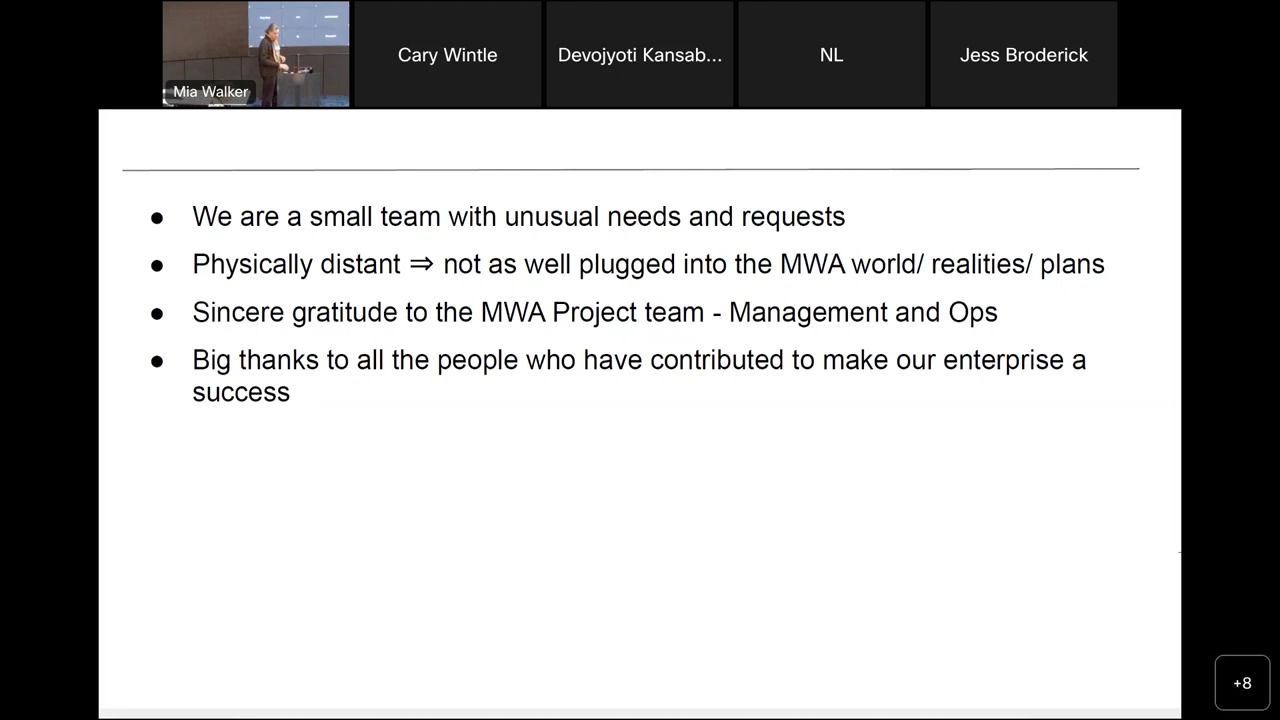 Mia Walker
Cary Wintle
Devojyoti Kansab...
NL
Jess Broderick
● We are a small team with unusual needs and requests
● Physically distant ⇒ not as well plugged into the MWA world/ realities/ plans
● Sincere gratitude to the MWA Project team - Management and Ops
● Big thanks to all the people who have contributed to make our enterprise a
success
+8